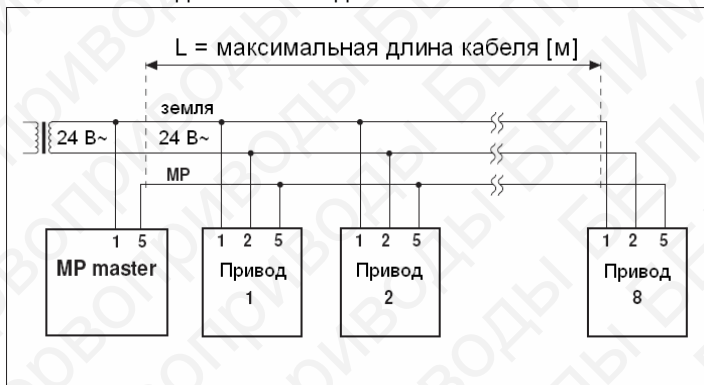 L = максимальная длина кабеля [м]
земля
24 В~ 24 В~
MP
1 5 1 2 5 1 2 5 1 2 5
MP master Привод Привод Привод
1 2 8